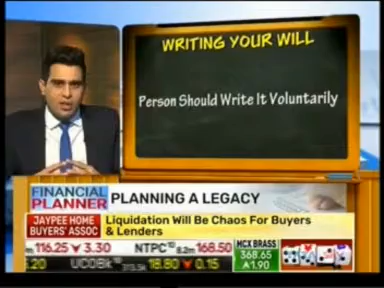 WRITING YOUR WILL
Person Should Write It Voluntarily
FINANCIAL
PLANNER
PLANNING A LEGACY
JAYPEE HOME
BUYERS' ASSOC
Liquidation Will Be Chaos For Buyers
& Lenders
116.25 ▼ 3.30 NTPC 8.2m 168.50
.20 UCOBk 18.80 ▼ 0.15
MCX BRASS
368.65
▲1.90